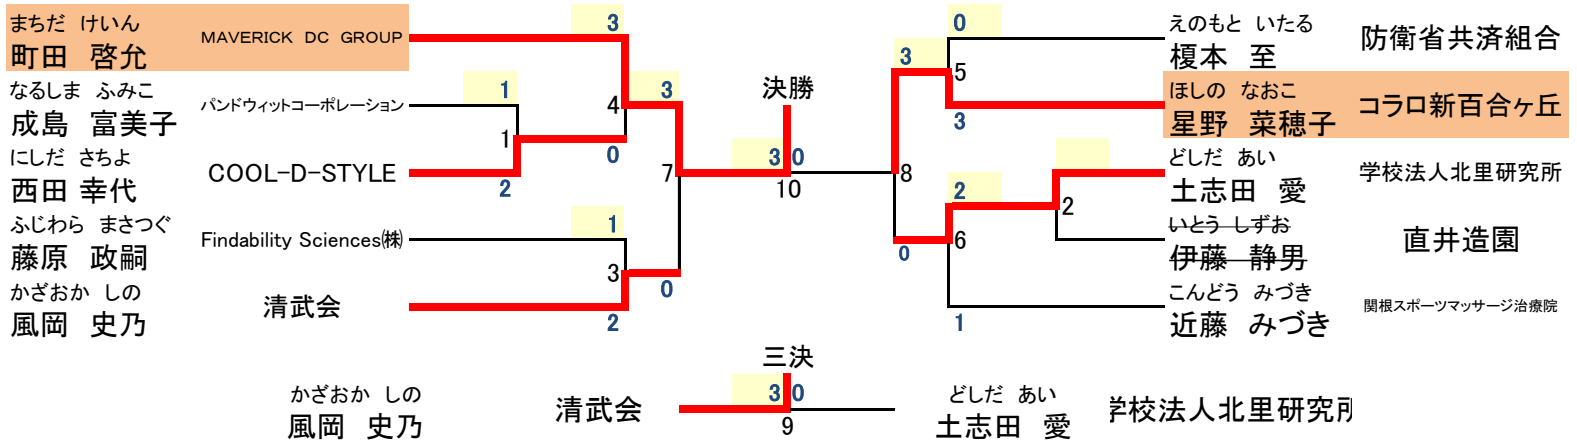 まちだ けいん
町田 啓允
MAVERICK DC GROUP
3
なるしま ふみこ
成島 富美子
パンドウィットコーポレーション
1
1
4
3
にしだ さちよ
西田 幸代
COOL-D-STYLE
2
0
7
ふじわら まさつぐ
藤原 政嗣
Findability Sciences㈱
1
3
0
かざおか しの
風岡 史乃
清武会
2
決勝
3 0
10
0
えのもと いたる
榎本 至
防衛省共済組合
3
5
ほしの なおこ
星野 菜穂子
コラロ新百合ヶ丘
3
8
どしだ あい
土志田 愛
学校法人北里研究所
2
2
いとう しずお
伊藤 静男
直井造園
6
0
こんどう みづき
近藤 みづき
関根スポーツマッサージ治療院
1
三決
かざおか しの
風岡 史乃
清武会
3 0
9
どしだ あい
土志田 愛
学校法人北里研究所